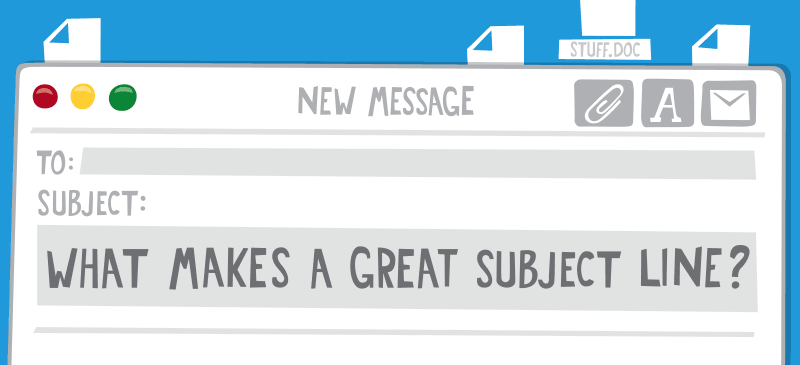 STUFF.DOC
NEW MESSAGE
A
TO:
SUBJECT:
WHAT MAKES A GREAT SUBJECT LINE?